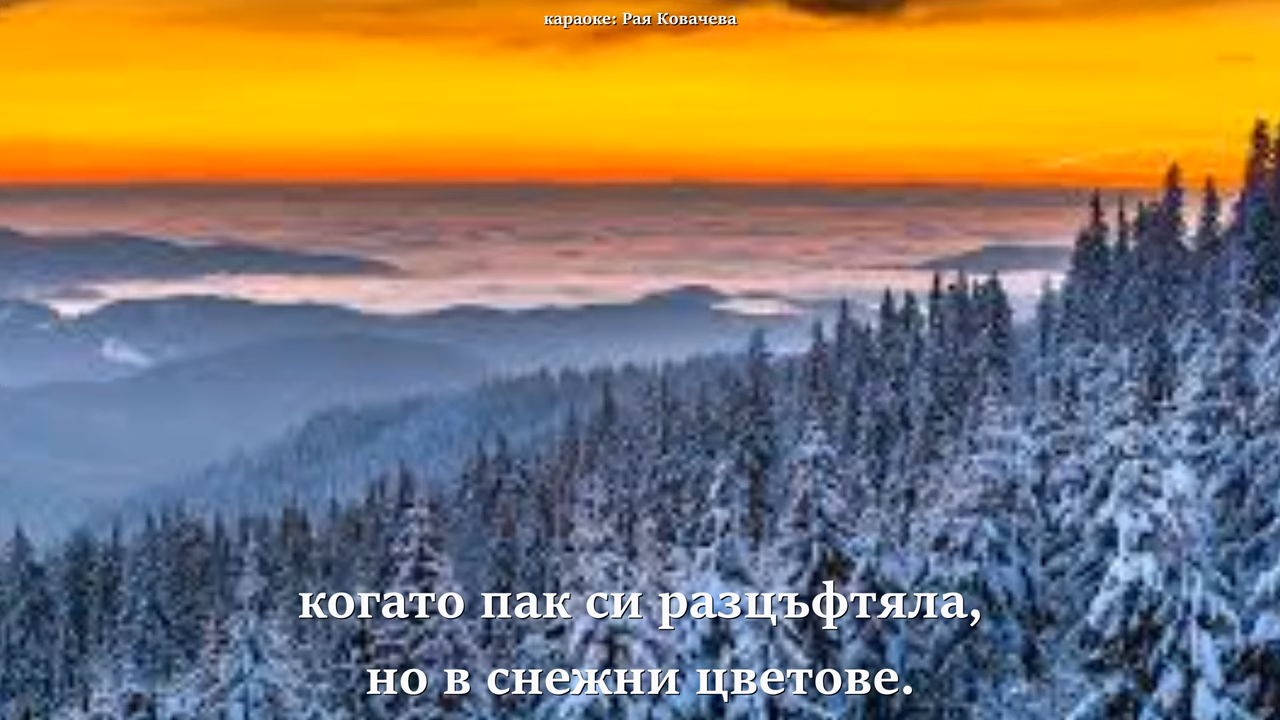 караоке: Рая Ковачева
когато пак си разцъфтяла,
но в снежни цветове.